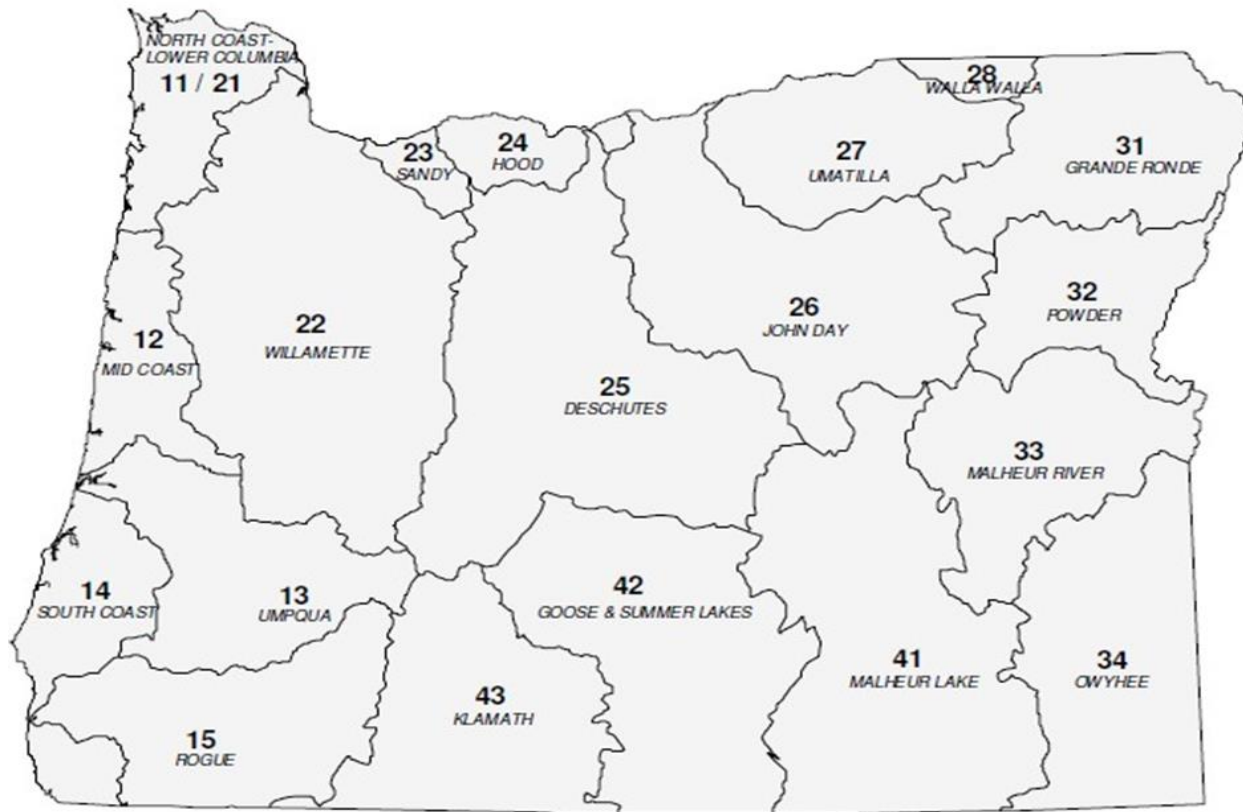 NORTH COAST-
LOWER COLUMBIA
11 / 21
28
WALLA WALLA
23
SANDY
24
HOOD
27
UMATILLA
31
GRANDE RONDE
12
MID COAST
22
WILLAMETTE
26
JOHN DAY
32
POWDER
25
DESCHUTES
33
MALHEUR RIVER
14
SOUTH COAST
13
UMPQUA
42
GOOSE & SUMMER LAKES
41
MALHEUR LAKE
34
OWYHEE
43
KLAMATH
15
ROGUE